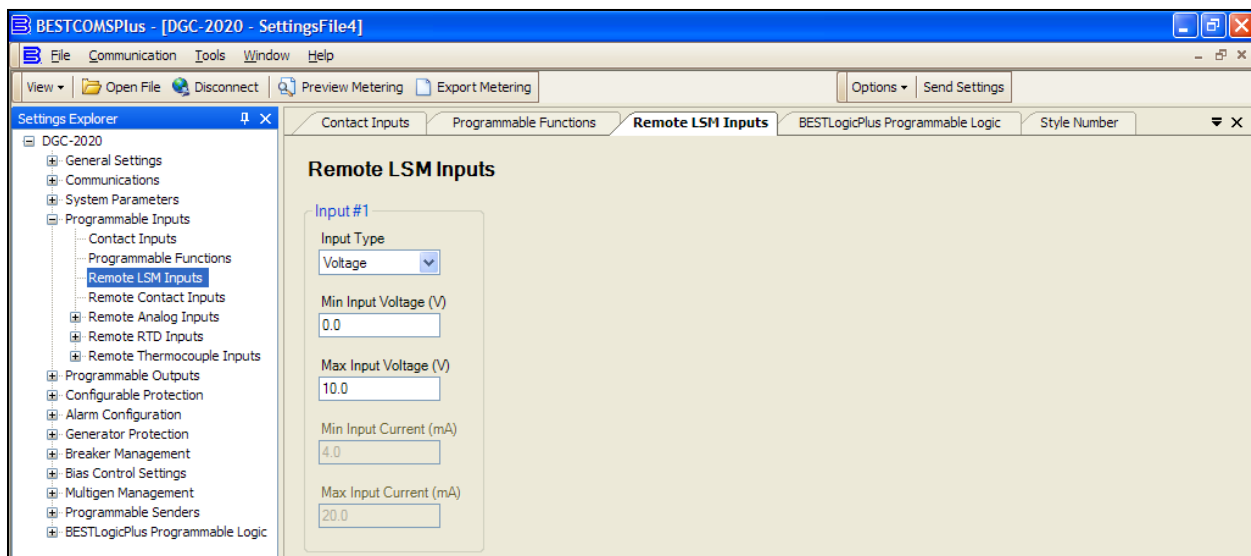 BESTCOMSPlus - [DGC-2020 - SettingsFile4]
File Communication Tools Window Help
View Open File Disconnect Preview Metering Export Metering Options Send Settings
Settings Explorer
DGC-2020
General Settings
Communications
System Parameters
Programmable Inputs
Contact Inputs
Programmable Functions
Remote LSM Inputs
Remote Contact Inputs
Remote Analog Inputs
Remote RTD Inputs
Remote Thermocouple Inputs
Programmable Outputs
Configurable Protection
Alarm Configuration
Generator Protection
Breaker Management
Bias Control Settings
Multigen Management
Programmable Senders
BESTLogicPlus Programmable Logic
Contact Inputs Programmable Functions Remote LSM Inputs BESTLogicPlus Programmable Logic Style Number
Remote LSM Inputs
Input #1
Input Type
Voltage
Min Input Voltage (V)
0.0
Max Input Voltage (V)
10.0
Min Input Current (mA)
4.0
Max Input Current (mA)
20.0